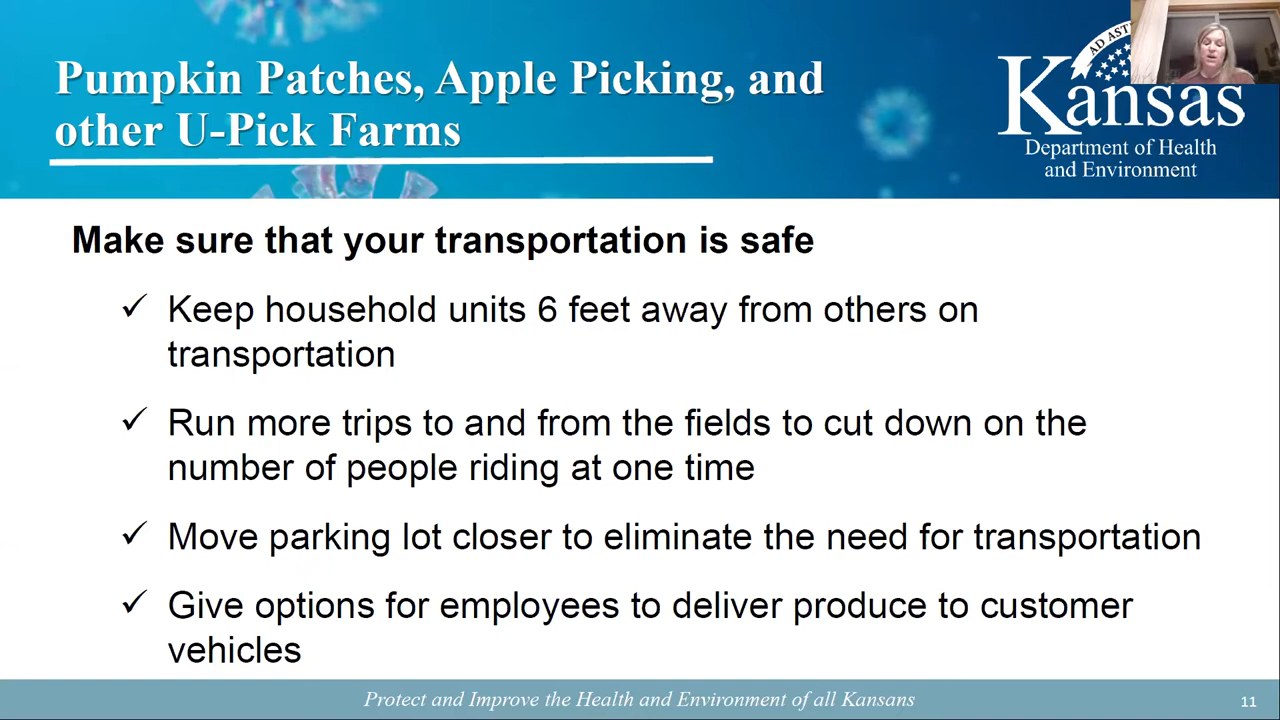 Pumpkin Patches, Apple Picking, and
other U-Pick Farms
AD AST
Kansas
Department of Health
and Environment
Make sure that your transportation is safe
✓ Keep household units 6 feet away from others on
transportation
✓ Run more trips to and from the fields to cut down on the
number of people riding at one time
✓ Move parking lot closer to eliminate the need for transportation
✓ Give options for employees to deliver produce to customer
vehicles
Protect and Improve the Health and Environment of all Kansans
11